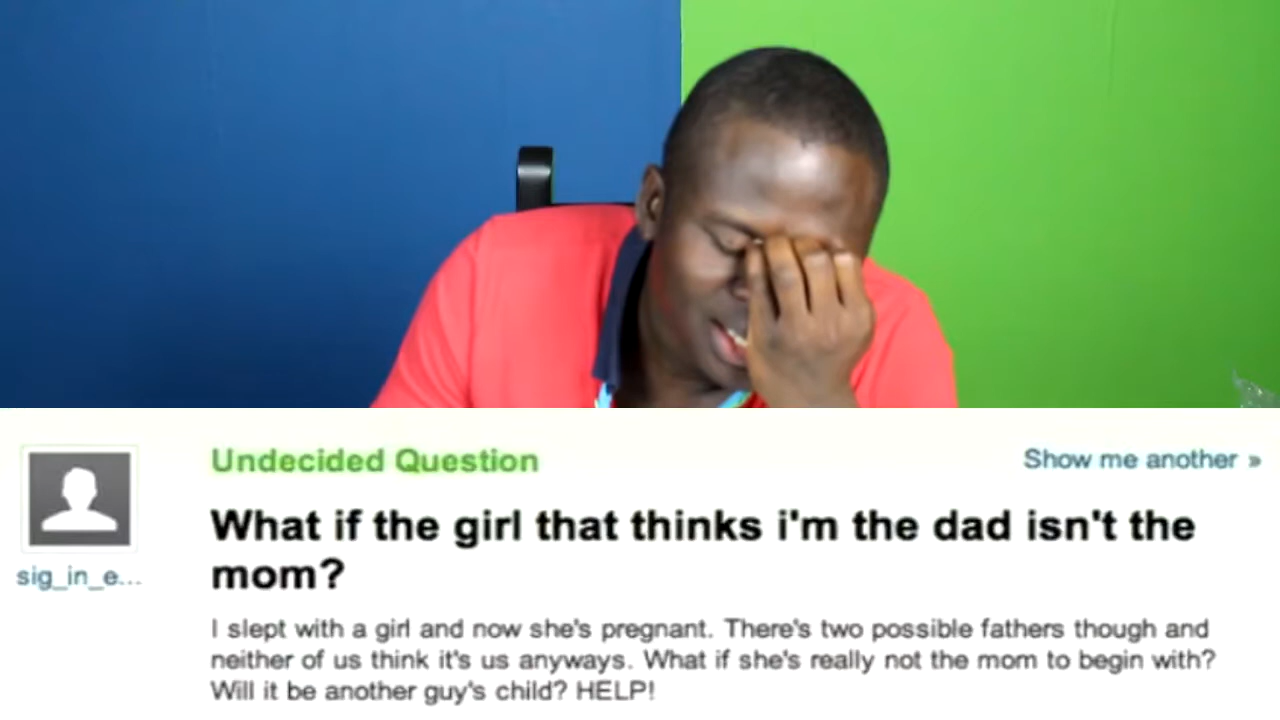 Undecided Question
Show me another »
What if the girl that thinks i'm the dad isn't the
mom?
sig_in_e...
I slept with a girl and now she's pregnant. There's two possible fathers though and
neither of us think it's us anyways. What if she's really not the mom to begin with?
Will it be another guy's child? HELP!